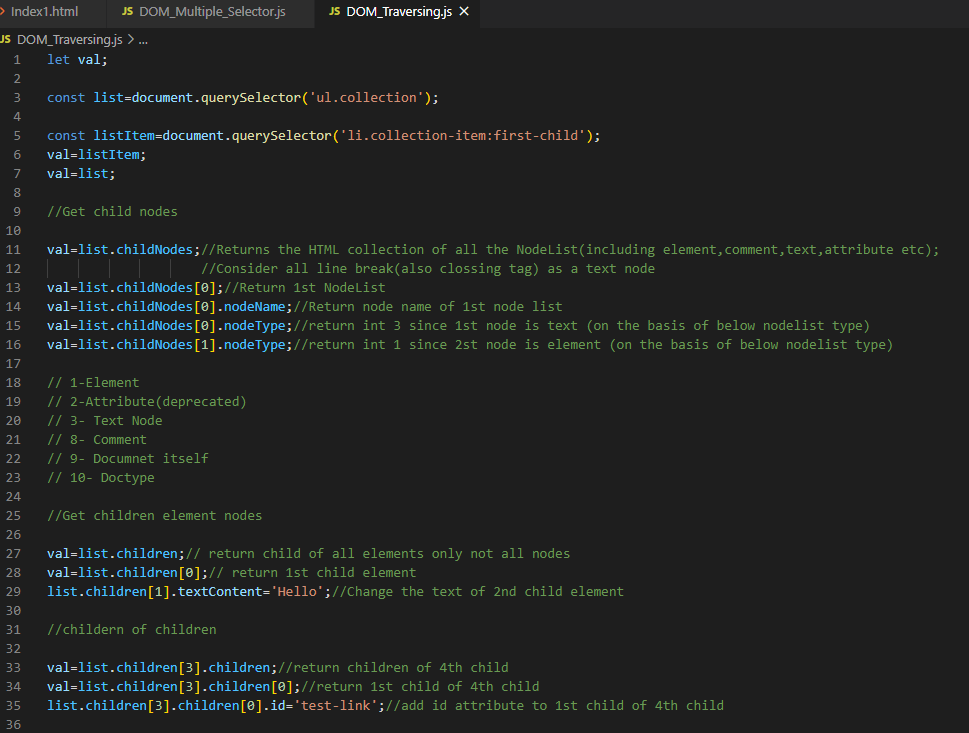 Index1.html JS DOM_Multiple_Selector.js JS DOM_Traversing.js ×
JS DOM_Traversing.js > ...
1 let val;
2
3 const list=document.querySelector('ul.collection');
4
5 const listItem=document.querySelector('li.collection-item:first-child');
6 val=listItem;
7 val=list;
8
9 //Get child nodes
10
11 val=list.childNodes;//Returns the HTML collection of all the NodeList(including element,comment,text,attribute etc);
12 //Consider all line break(also clossing tag) as a text node
13 val=list.childNodes[0];//Return 1st NodeList
14 val=list.childNodes[0].nodeName;//Return node name of 1st node list
15 val=list.childNodes[0].nodeType;//return int 3 since 1st node is text (on the basis of below nodelist type)
16 val=list.childNodes[1].nodeType;//return int 1 since 2st node is element (on the basis of below nodelist type)
17
18 // 1-Element
19 // 2-Attribute(deprecated)
20 // 3- Text Node
21 // 8- Comment
22 // 9- Documnet itself
23 // 10- Doctype
24
25 //Get children element nodes
26
27 val=list.children;// return child of all elements only not all nodes
28 val=list.children[0];// return 1st child element
29 list.children[1].textContent='Hello';//Change the text of 2nd child element
30
31 //childern of children
32
33 val=list.children[3].children;//return children of 4th child
34 val=list.children[3].children[0];//return 1st child of 4th child
35 list.children[3].children[0].id='test-link';//add id attribute to 1st child of 4th child
36